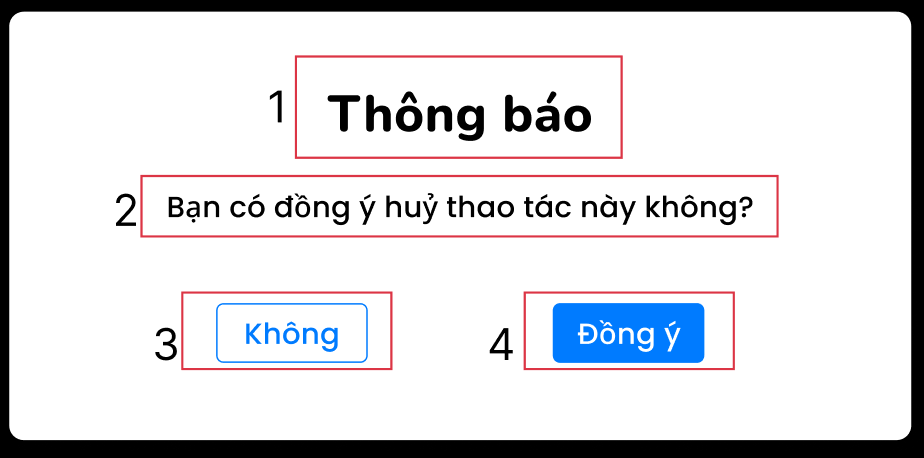 1 Thông báo
2 Bạn có đồng ý huỷ thao tác này không?
3 Không 4 Đồng ý